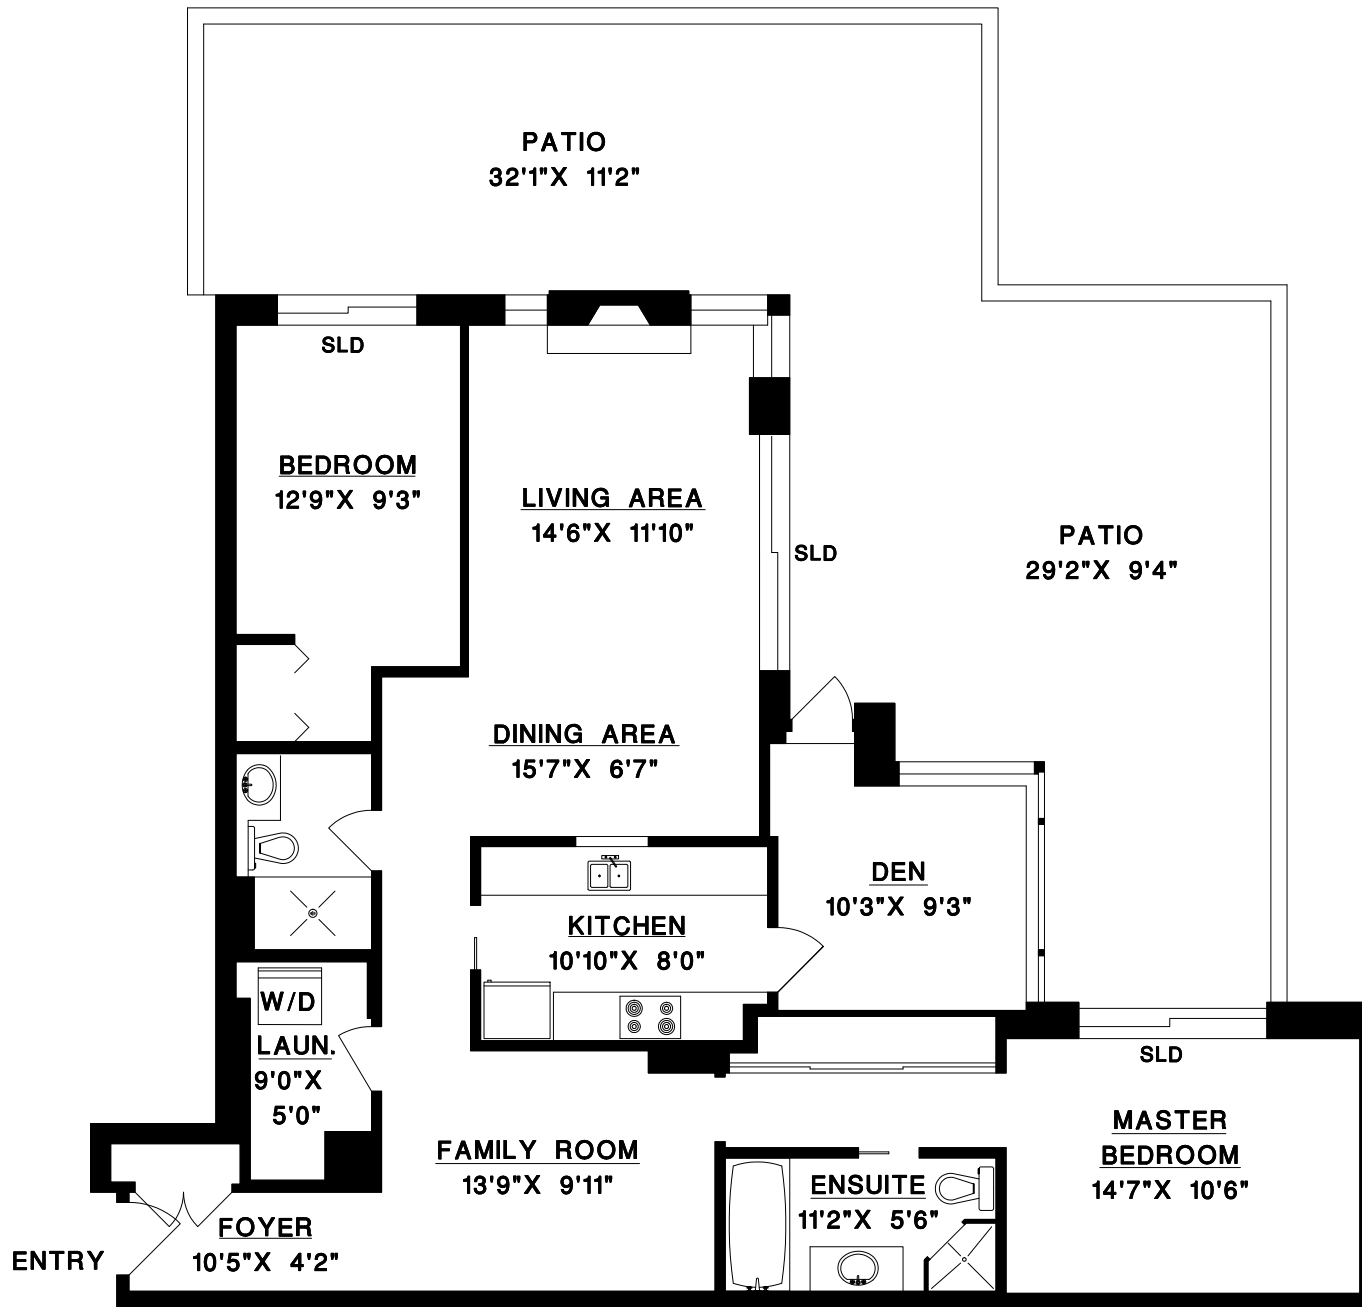 PATIO
32'1"X 11'2"
SLD
BEDROOM
12'9"X 9'3"
LIVING AREA
14'6"X 11'10"
SLD
PATIO
29'2"X 9'4"
DINING AREA
15'7"X 6'7"
DEN
10'3"X 9'3"
KITCHEN
10'10"X 8'0"
W/D
LAUN.
9'0"X
5'0"
SLD
MASTER
BEDROOM
14'7"X 10'6"
FAMILY ROOM
13'9"X 9'11"
ENSUITE
11'2"X 5'6"
FOYER
10'5"X 4'2"
ENTRY